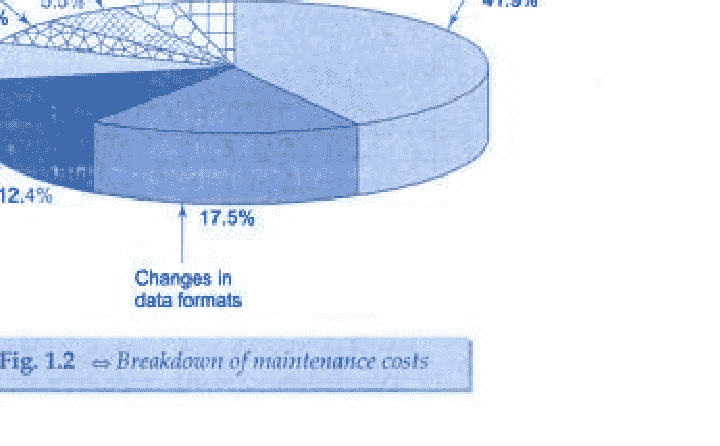 12.4%
17.5%
Changes in
data formats
Fig. 1.2 ⇔ Breakdown of maintenance costs